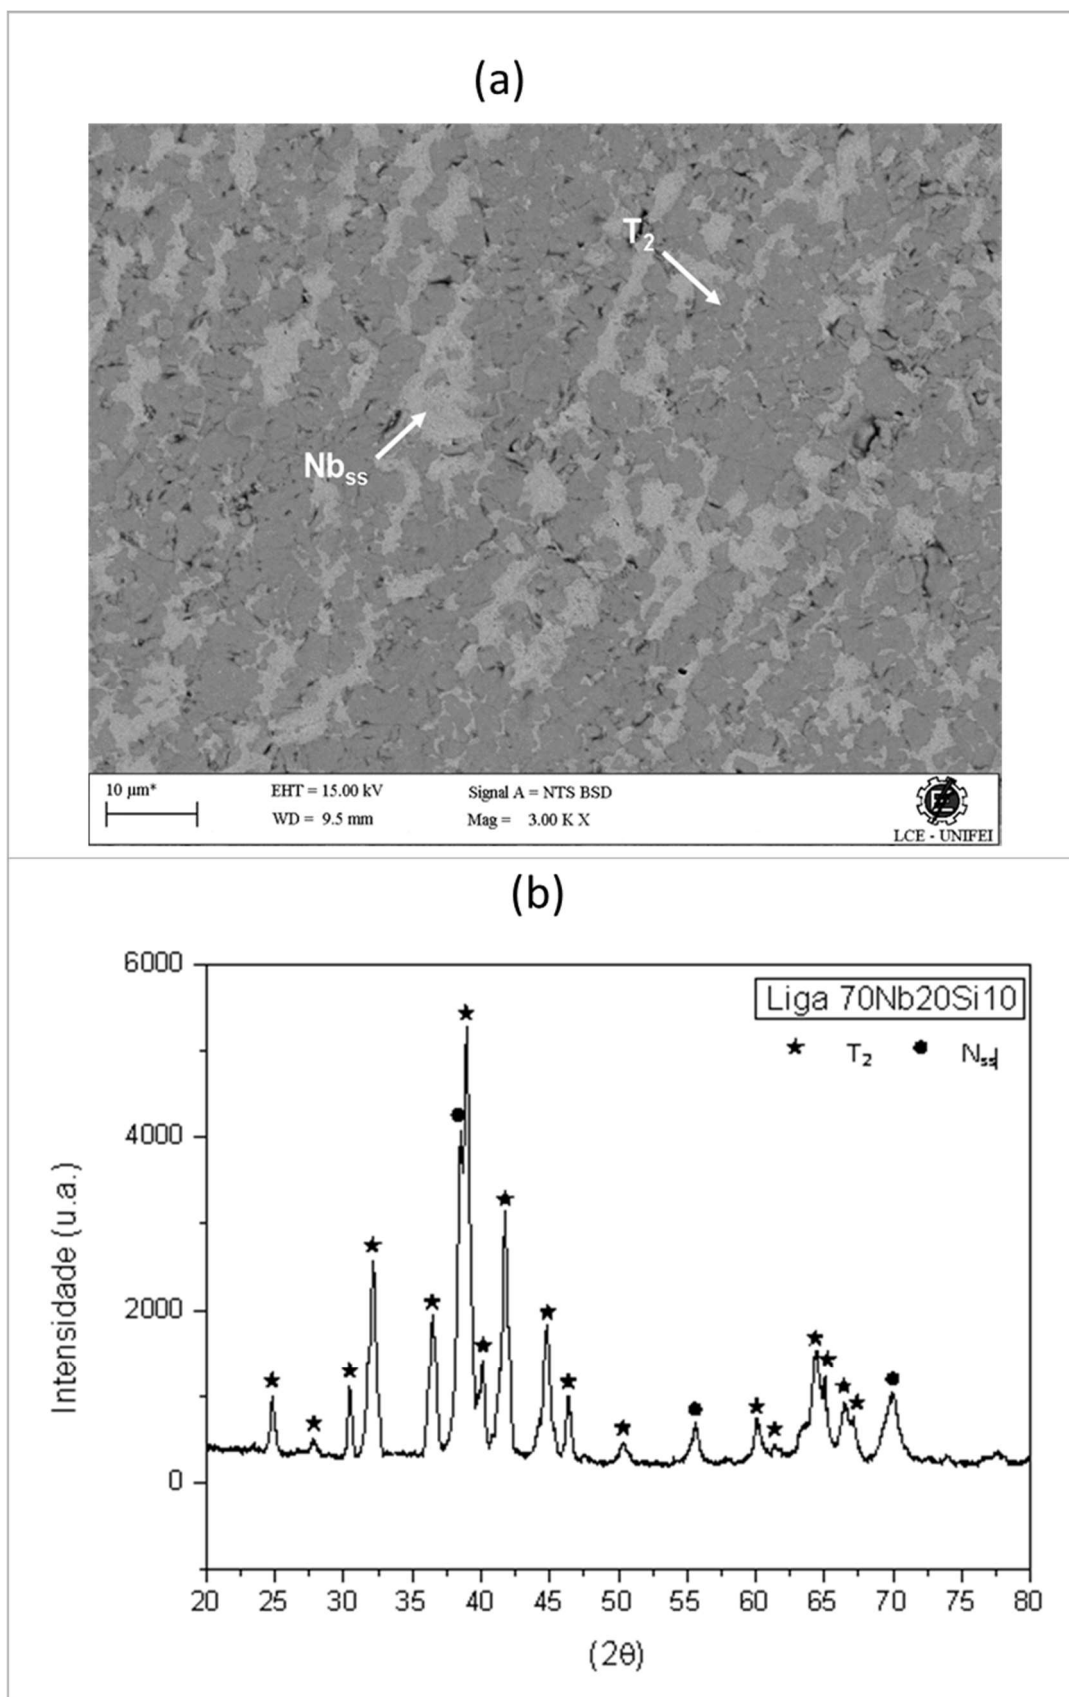 (a)
T₂
Nbss
10 µm*
EHT = 15.00 kV
Signal A = NTS BSD
WD = 9.5 mm
Mag = 3.00 K X
LCE - UNIFEI
(b)
6000
4000
2000
0
Intensidade (u.a.)
Liga 70Nb20Si10
★ T₂ ● Nss|
20 25 30 35 40 45 50 55 60 65 70 75 80
(2θ)